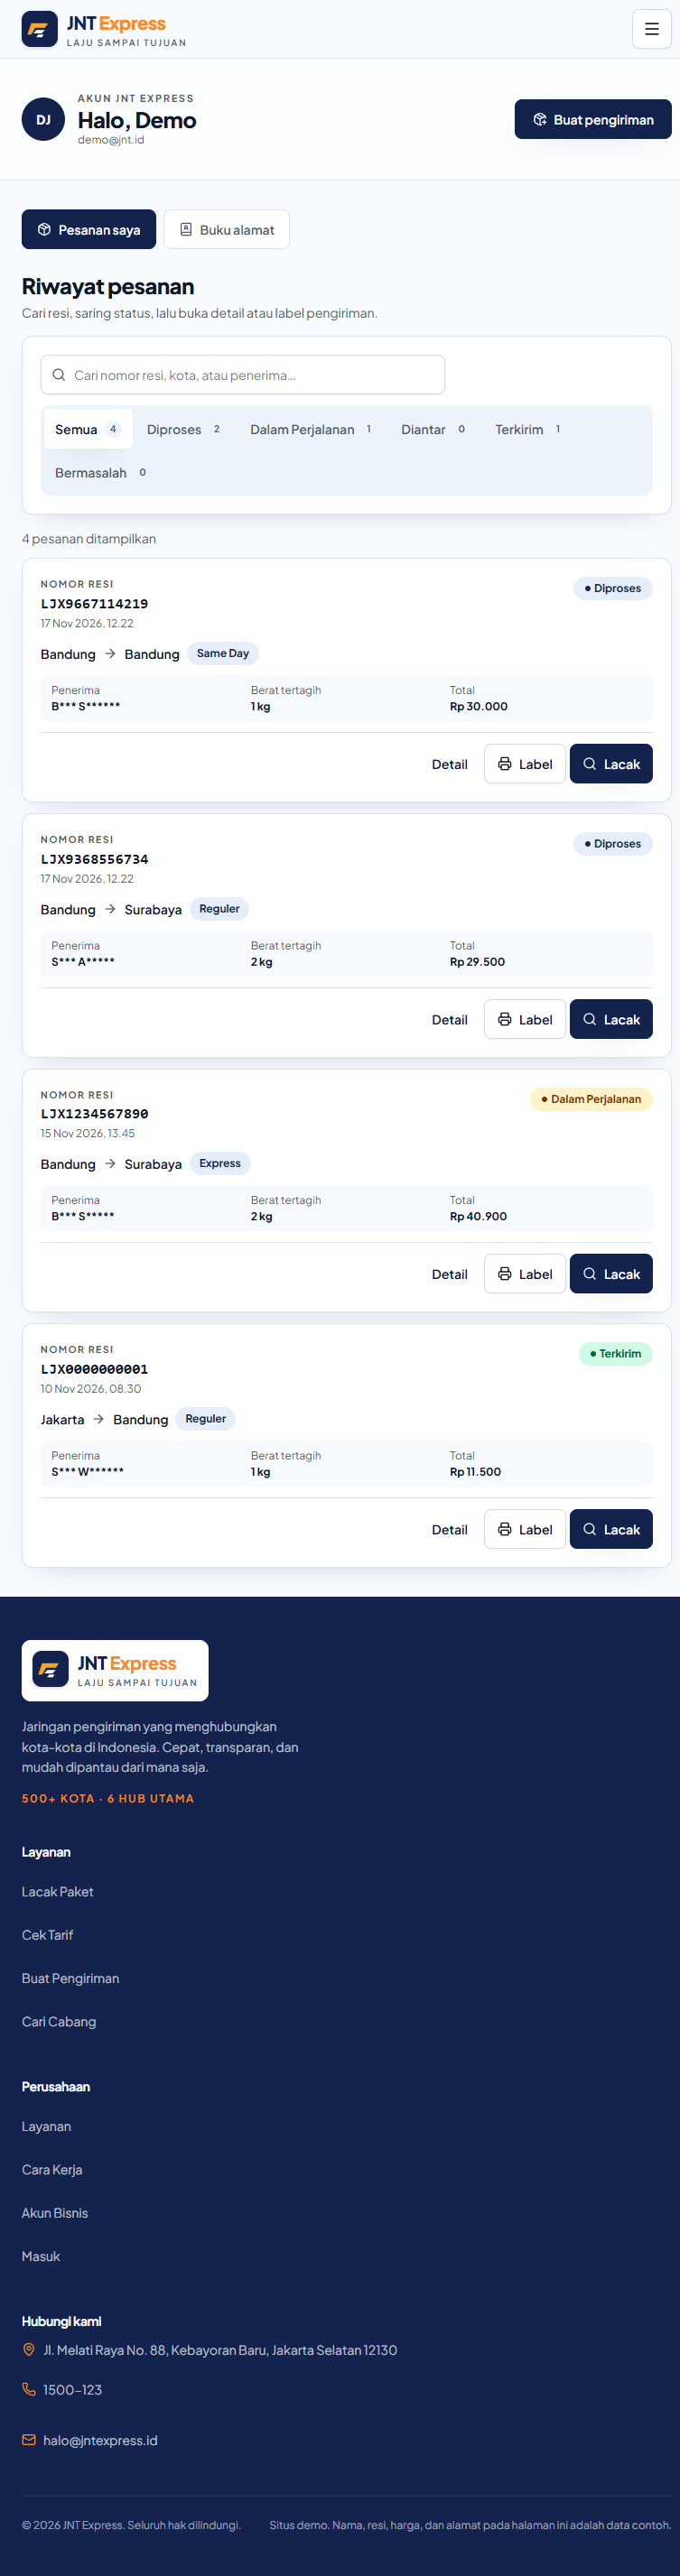 JNT Express
LAJU SAMPAI TUJUAN
DJ
AKUN JNT EXPRESS
Halo, Demo
demo@jnt.id
Buat pengiriman
Pesanan saya
Buku alamat
Riwayat pesanan
Cari resi, saring status, lalu buka detail atau label pengiriman.
Cari nomor resi, kota, atau penerima...
Semua 4 Diproses 2 Dalam Perjalanan 1 Diantar 0 Terkirim 1
Bermasalah 0
4 pesanan ditampilkan
NOMOR RESI
Diproses
LJX9667114219
17 Nov 2026, 12.22
Bandung → Bandung Same Day
Penerima Berat tertagih Total
B*** S****** 1 kg Rp 30.000
Detail Label Lacak
NOMOR RESI
Diproses
LJX9368556734
17 Nov 2026, 12.22
Bandung → Surabaya Reguler
Penerima Berat tertagih Total
S*** A***** 2 kg Rp 29.500
Detail Label Lacak
NOMOR RESI
Dalam Perjalanan
LJX1234567890
15 Nov 2026, 13.45
Bandung → Surabaya Express
Penerima Berat tertagih Total
B*** S***** 2 kg Rp 40.900
Detail Label Lacak
NOMOR RESI
Terkirim
LJX0000000001
10 Nov 2026, 08.30
Jakarta → Bandung Reguler
Penerima Berat tertagih Total
S*** W****** 1 kg Rp 11.500
Detail Label Lacak
JNT Express
LAJU SAMPAI TUJUAN
Jaringan pengiriman yang menghubungkan
kota-kota di Indonesia. Cepat, transparan, dan
mudah dipantau dari mana saja.
500+ KOTA · 6 HUB UTAMA
Layanan
Lacak Paket
Cek Tarif
Buat Pengiriman
Cari Cabang
Perusahaan
Layanan
Cara Kerja
Akun Bisnis
Masuk
Hubungi kami
Jl. Melati Raya No. 88, Kebayoran Baru, Jakarta Selatan 12130
1500-123
halo@jntexpress.id
© 2026 JNT Express. Seluruh hak dilindungi.
Situs demo. Nama, resi, harga, dan alamat pada halaman ini adalah data contoh.